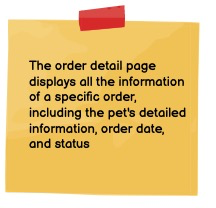 The order detail page
displays all the information
of a specific order,
including the pet's detailed
information, order date,
and status